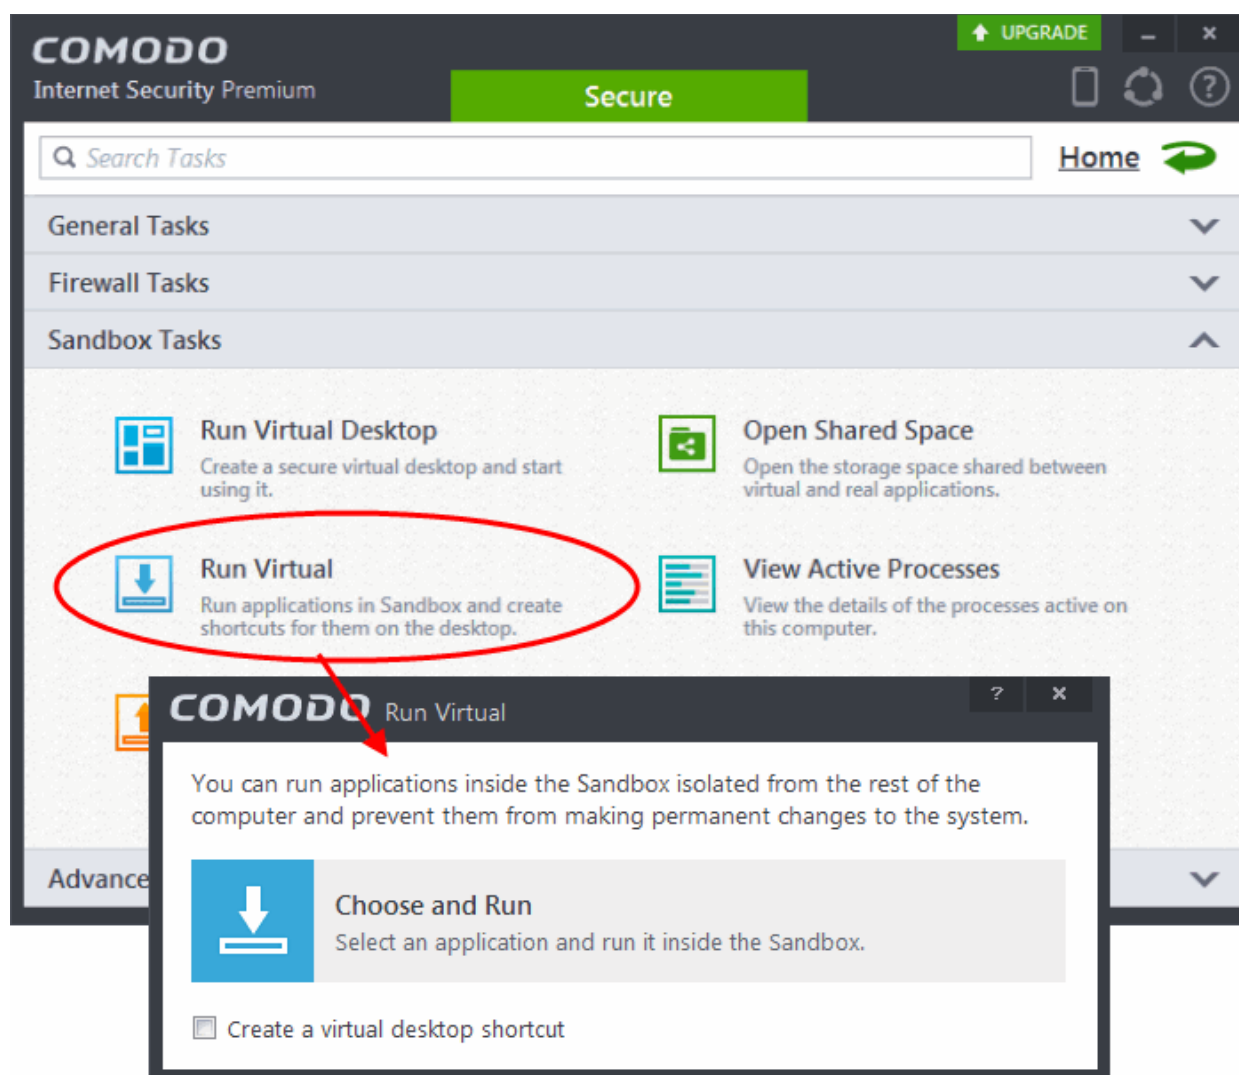 UPGRADE
COMODO
Internet Security Premium
Secure
Search Tasks
Home
General Tasks
Firewall Tasks
Sandbox Tasks
Run Virtual Desktop
Create a secure virtual desktop and start
using it.
Open Shared Space
Open the storage space shared between
virtual and real applications.
Run Virtual
Run applications in Sandbox and create
shortcuts for them on the desktop.
View Active Processes
View the details of the processes active on
this computer.
COMODO Run Virtual
?
You can run applications inside the Sandbox isolated from the rest of the
computer and prevent them from making permanent changes to the system.
Advance
Choose and Run
Select an application and run it inside the Sandbox.
Create a virtual desktop shortcut